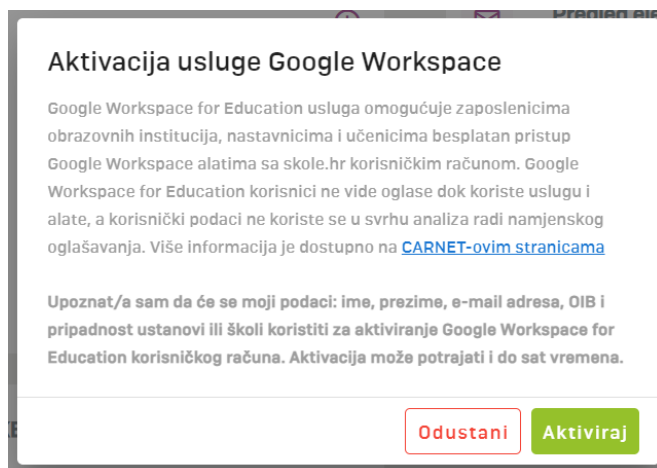 Pregled ele
Aktivacija usluge Google Workspace
Google Workspace for Education usluga omogućuje zaposlenicima
obrazovnih institucija, nastavnicima i učenicima besplatan pristup
Google Workspace alatima sa skole.hr korisničkim računom. Google
Workspace for Education korisnici ne vide oglase dok koriste uslugu i
alate, a korisnički podaci ne koriste se u svrhu analiza radi namjenskog
oglašavanja. Više informacija je dostupno na CARNET-ovim stranicama
Upoznat/a sam da će se moji podaci: ime, prezime, e-mail adresa, OIB i
pripadnost ustanovi ili školi koristiti za aktiviranje Google Workspace for
Education korisničkog računa. Aktivacija može potrajati i do sat vremena.
Odustani Aktiviraj